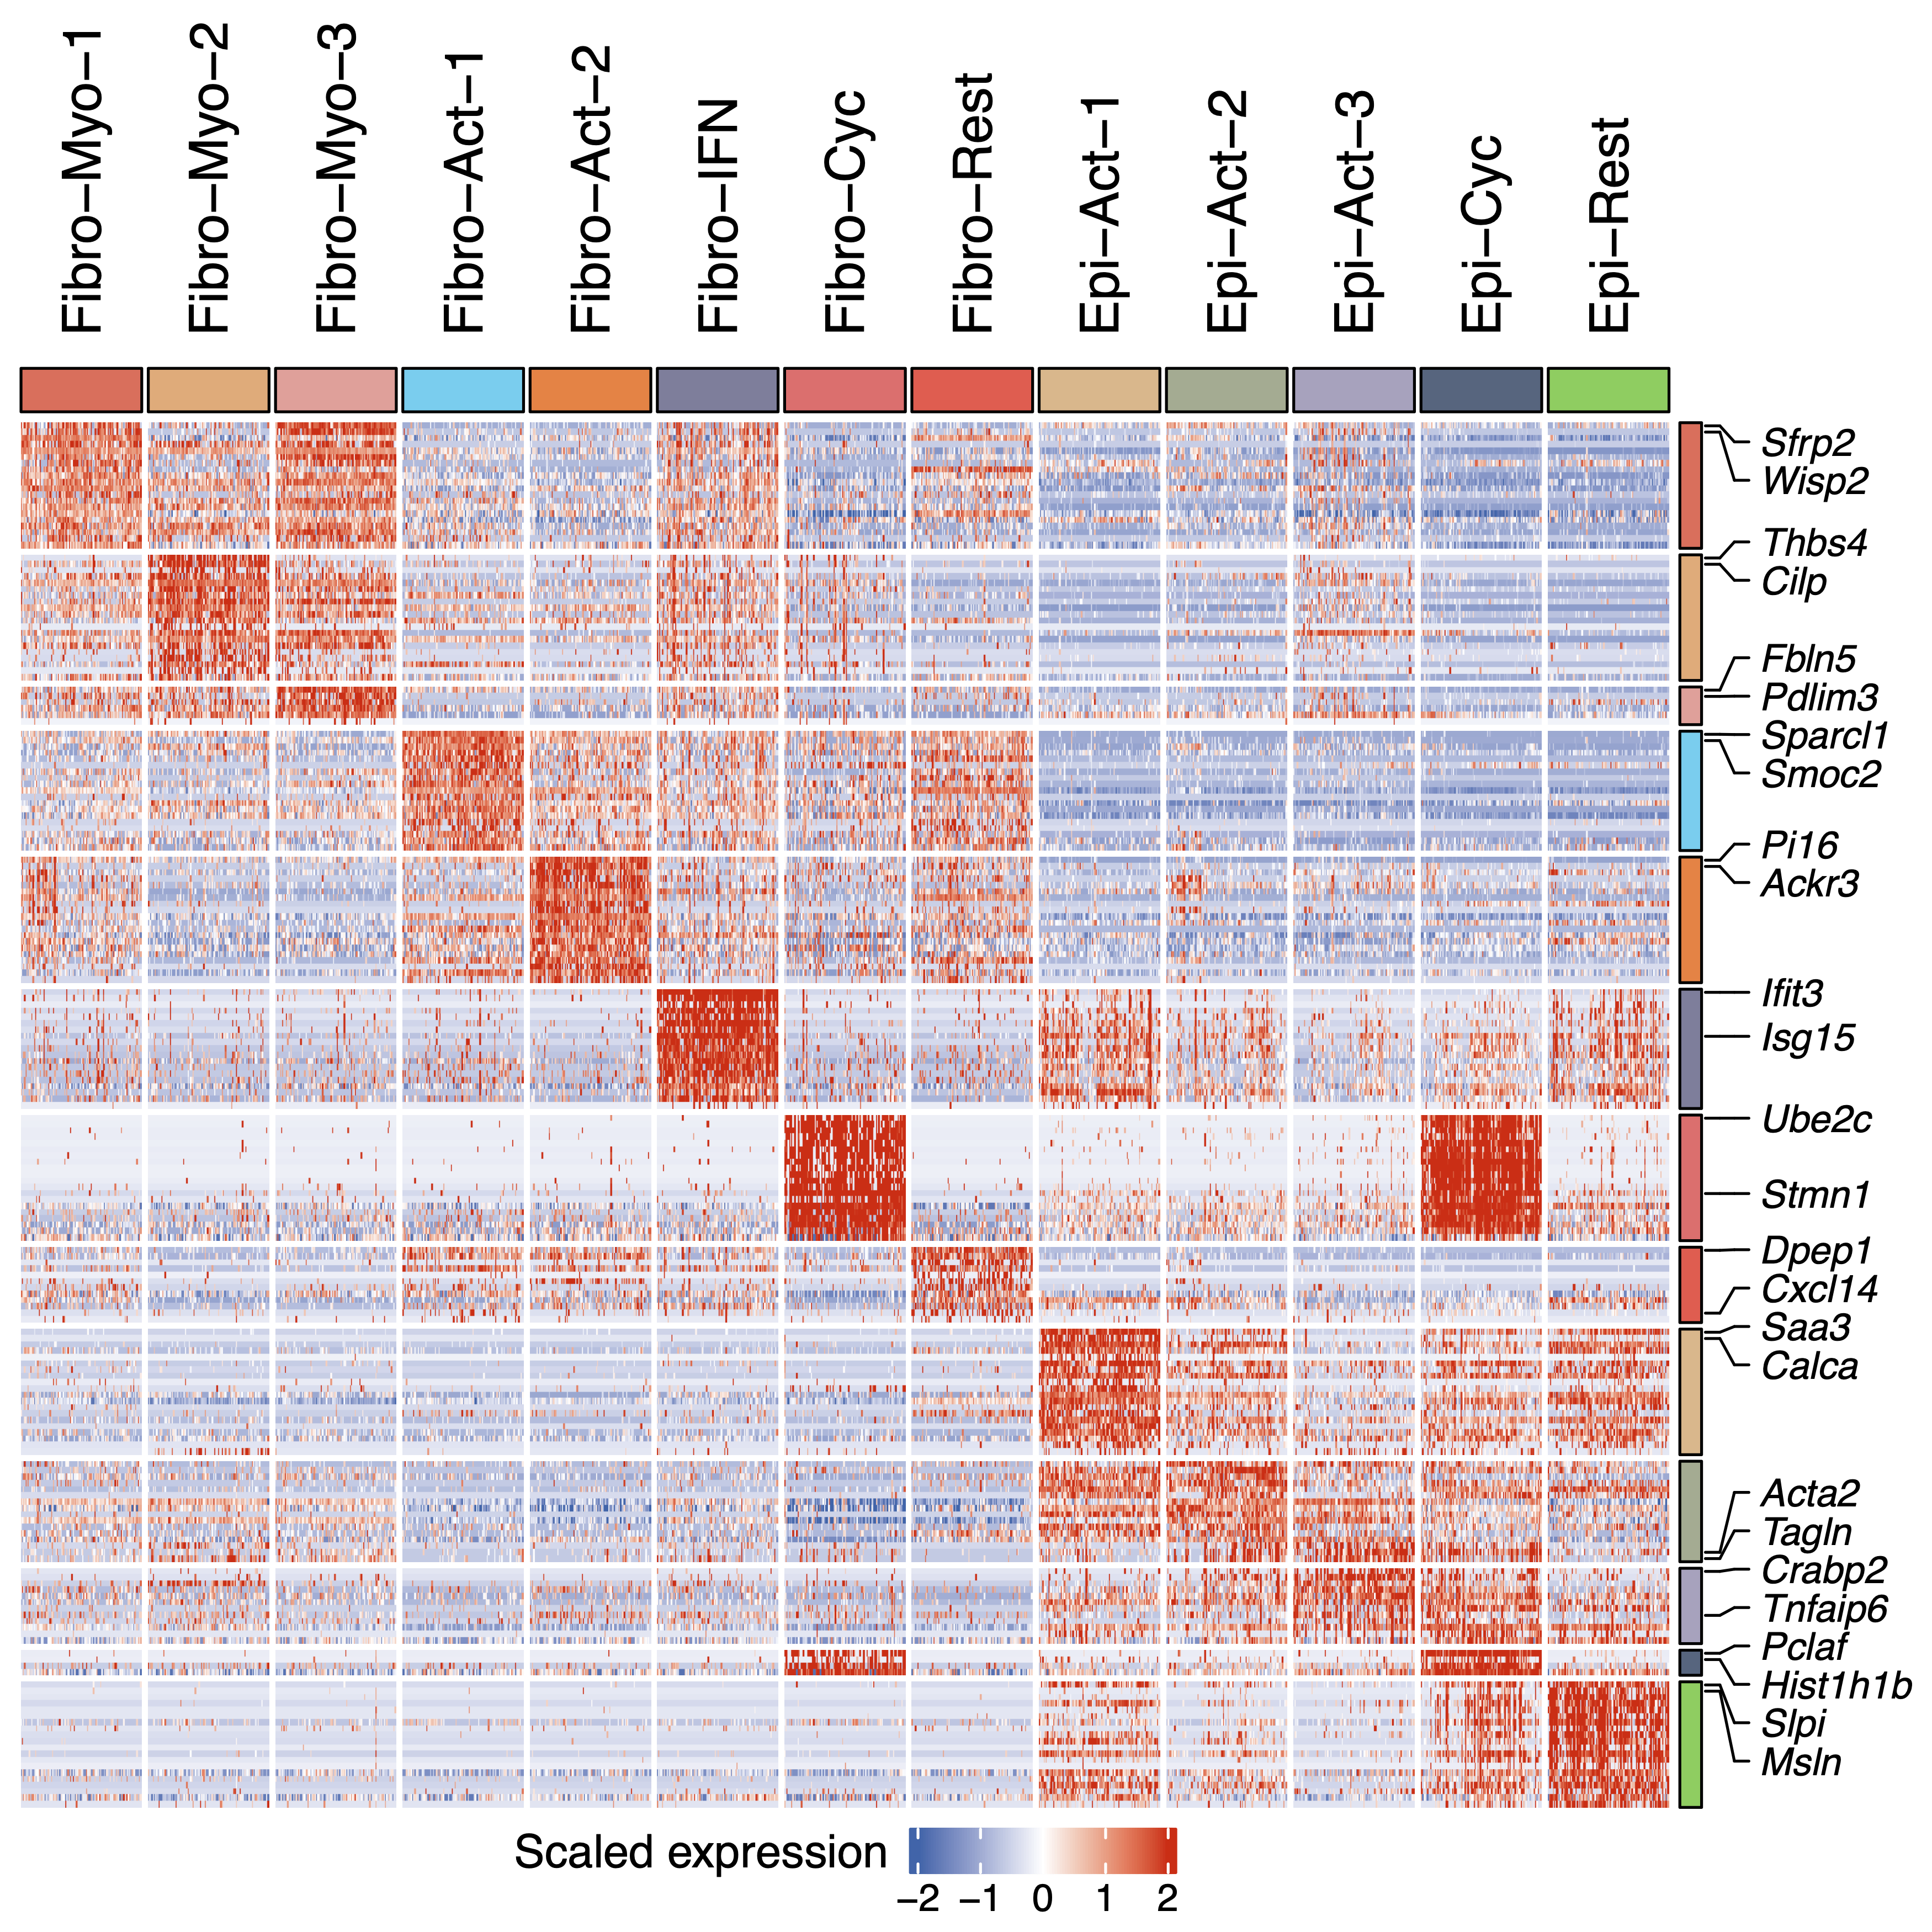 Fibro−Myo−1
Fibro−Myo−2
Fibro−Myo−3
Fibro−Act−1
Fibro−Act−2
Fibro−IFN
Fibro−Cyc
Fibro−Rest
Epi−Act−1
Epi−Act−2
Epi−Act−3
Epi−Cyc
Epi−Rest
Sfrp2
Wisp2
Thbs4
Cilp
Fbln5
Pdlim3
Sparcl1
Smoc2
Pi16
Ackr3
Ifit3
Isg15
Ube2c
Stmn1
Dpep1
Cxcl14
Saa3
Calca
Acta2
Tagln
Crabp2
Tnfaip6
Pclaf
Hist1h1b
Slpi
Msln
Scaled expression
−2 −1 0 1 2